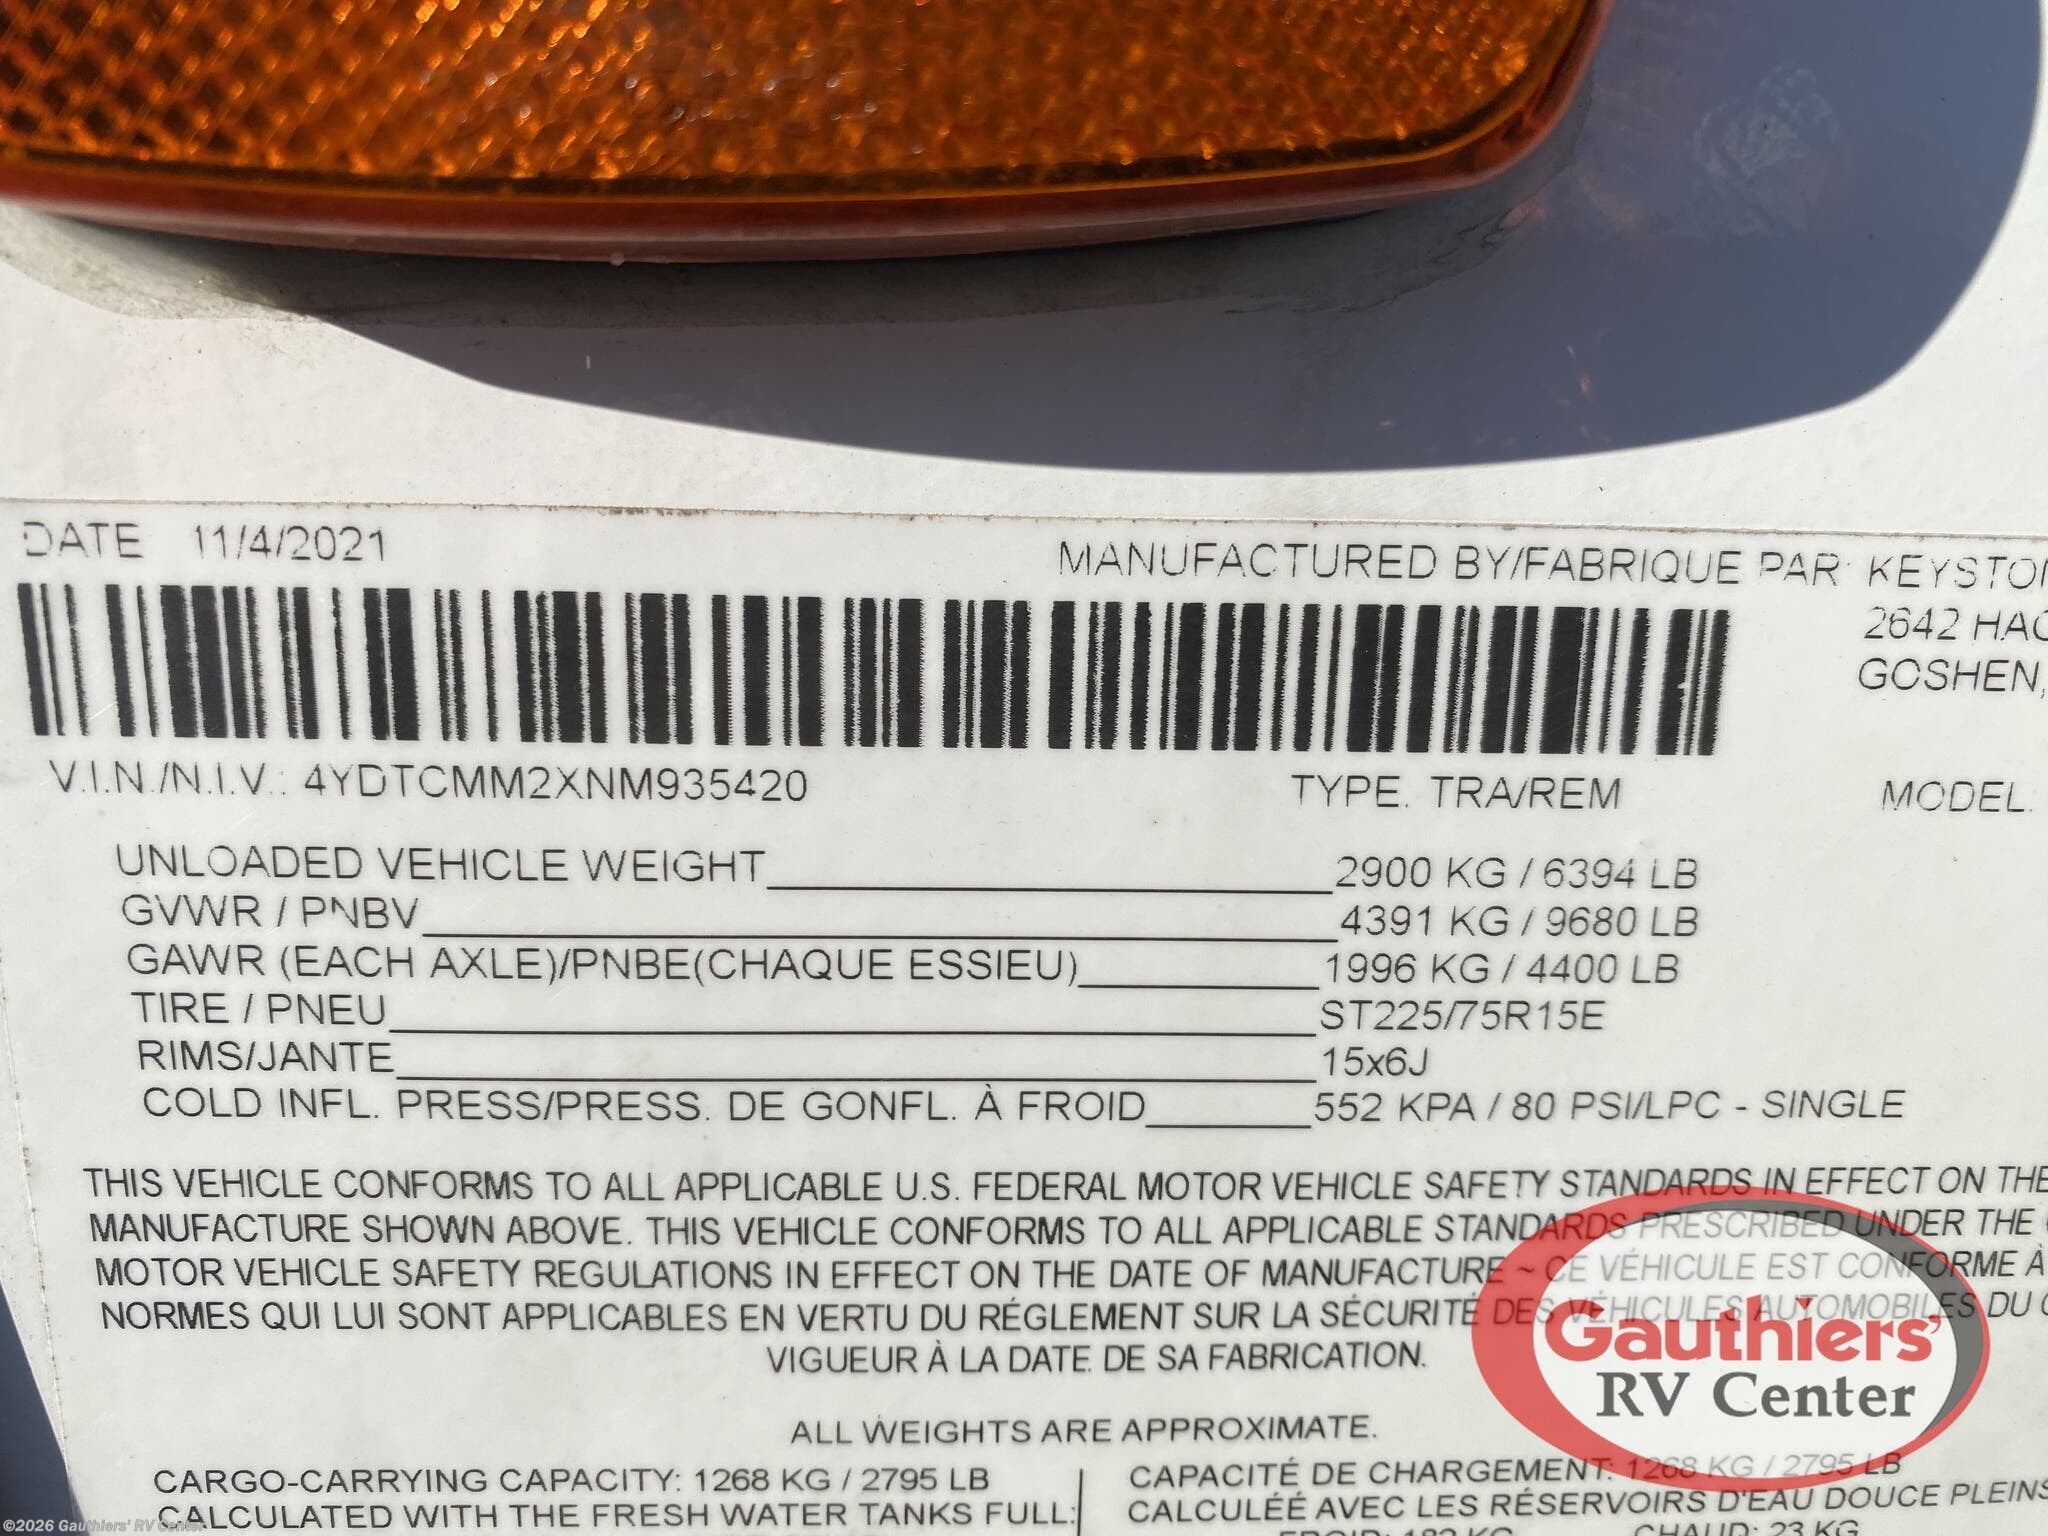 DATE 11/4/2021
MANUFACTURED BY/FABRIQUE PAR: KEYSTON
2642 HAC
GOSHEN,
V.I.N./N.I.V.: 4YDTCMM2XNM935420 TYPE. TRA/REM MODEL.
UNLOADED VEHICLE WEIGHT 2900 KG / 6394 LB
GVWR / PNBV 4391 KG / 9680 LB
GAWR (EACH AXLE)/PNBE(CHAQUE ESSIEU) 1996 KG / 4400 LB
TIRE / PNEU ST225/75R15E
RIMS/JANTE 15x6J
COLD INFL. PRESS/PRESS. DE GONFL. À FROID 552 KPA / 80 PSI/LPC - SINGLE
THIS VEHICLE CONFORMS TO ALL APPLICABLE U.S. FEDERAL MOTOR VEHICLE SAFETY STANDARDS IN EFFECT ON THE
MANUFACTURE SHOWN ABOVE. THIS VEHICLE CONFORMS TO ALL APPLICABLE STANDARDS PRESCRIBED UNDER THE
MOTOR VEHICLE SAFETY REGULATIONS IN EFFECT ON THE DATE OF MANUFACTURE ~ CE VÉHICULE EST CONFORME À
NORMES QUI LUI SONT APPLICABLES EN VERTU DU RÉGLEMENT SUR LA SÉCURITÉ DES VÉHICULES AUTOMOBILES DU
VIGUEUR À LA DATE DE SA FABRICATION.
ALL WEIGHTS ARE APPROXIMATE.
CARGO-CARRYING CAPACITY: 1268 KG / 2795 LB
CALCULATED WITH THE FRESH WATER TANKS FULL:
CAPACITÉ DE CHARGEMENT: 1268 KG / 2795 LB
CALCULÉÉ AVEC LES RÉSERVOIRS D'EAU DOUCE PLEINS
FROID: 182 KG CHAUD: 23 KG
Gauthiers'
RV Center
©2026 Gauthiers' RV Center